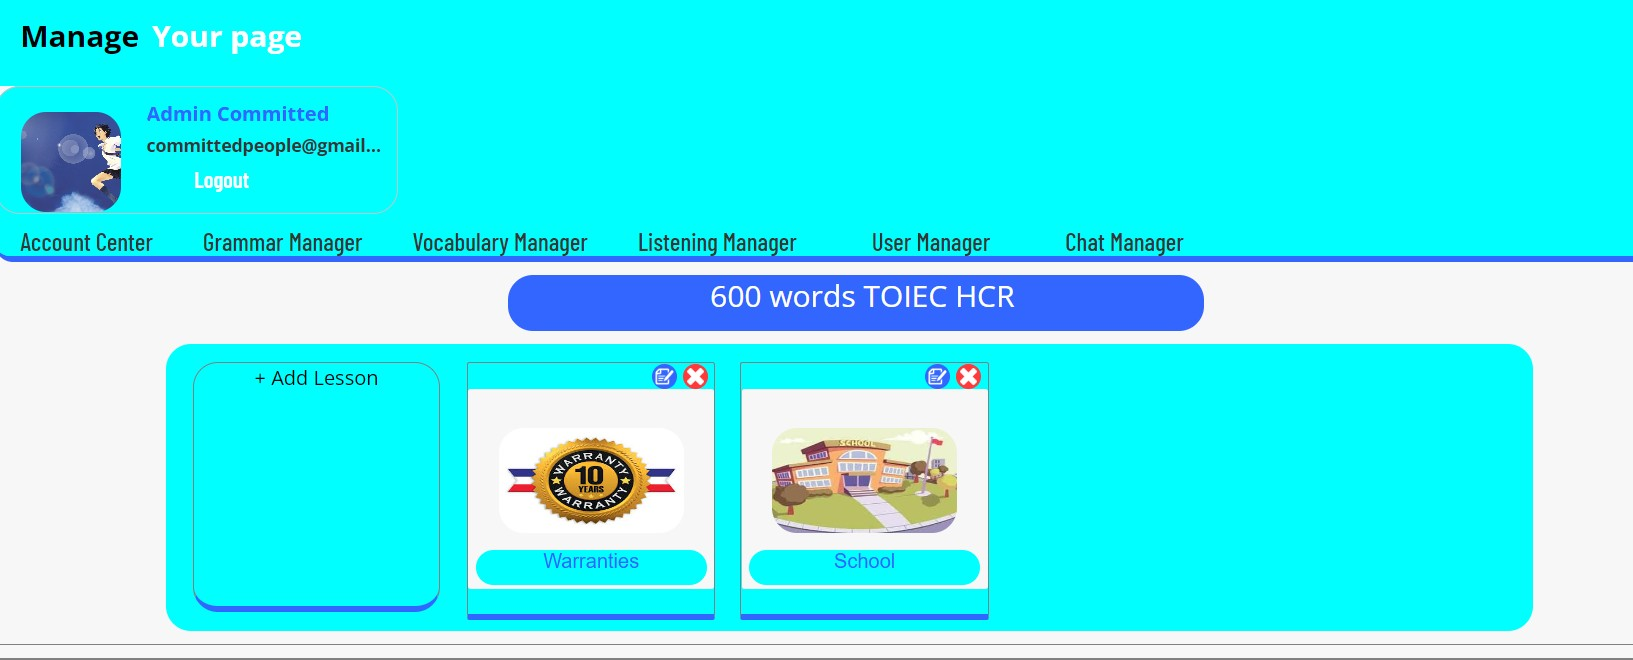 Manage Your page
Admin Committed
committedpeople@gmail...
Logout
Account Center Grammar Manager Vocabulary Manager Listening Manager User Manager Chat Manager
600 words TOIEC HCR
+ Add Lesson
WARRANTY
10
YEARS
WARRANTY
SCHOOL
Warranties
School